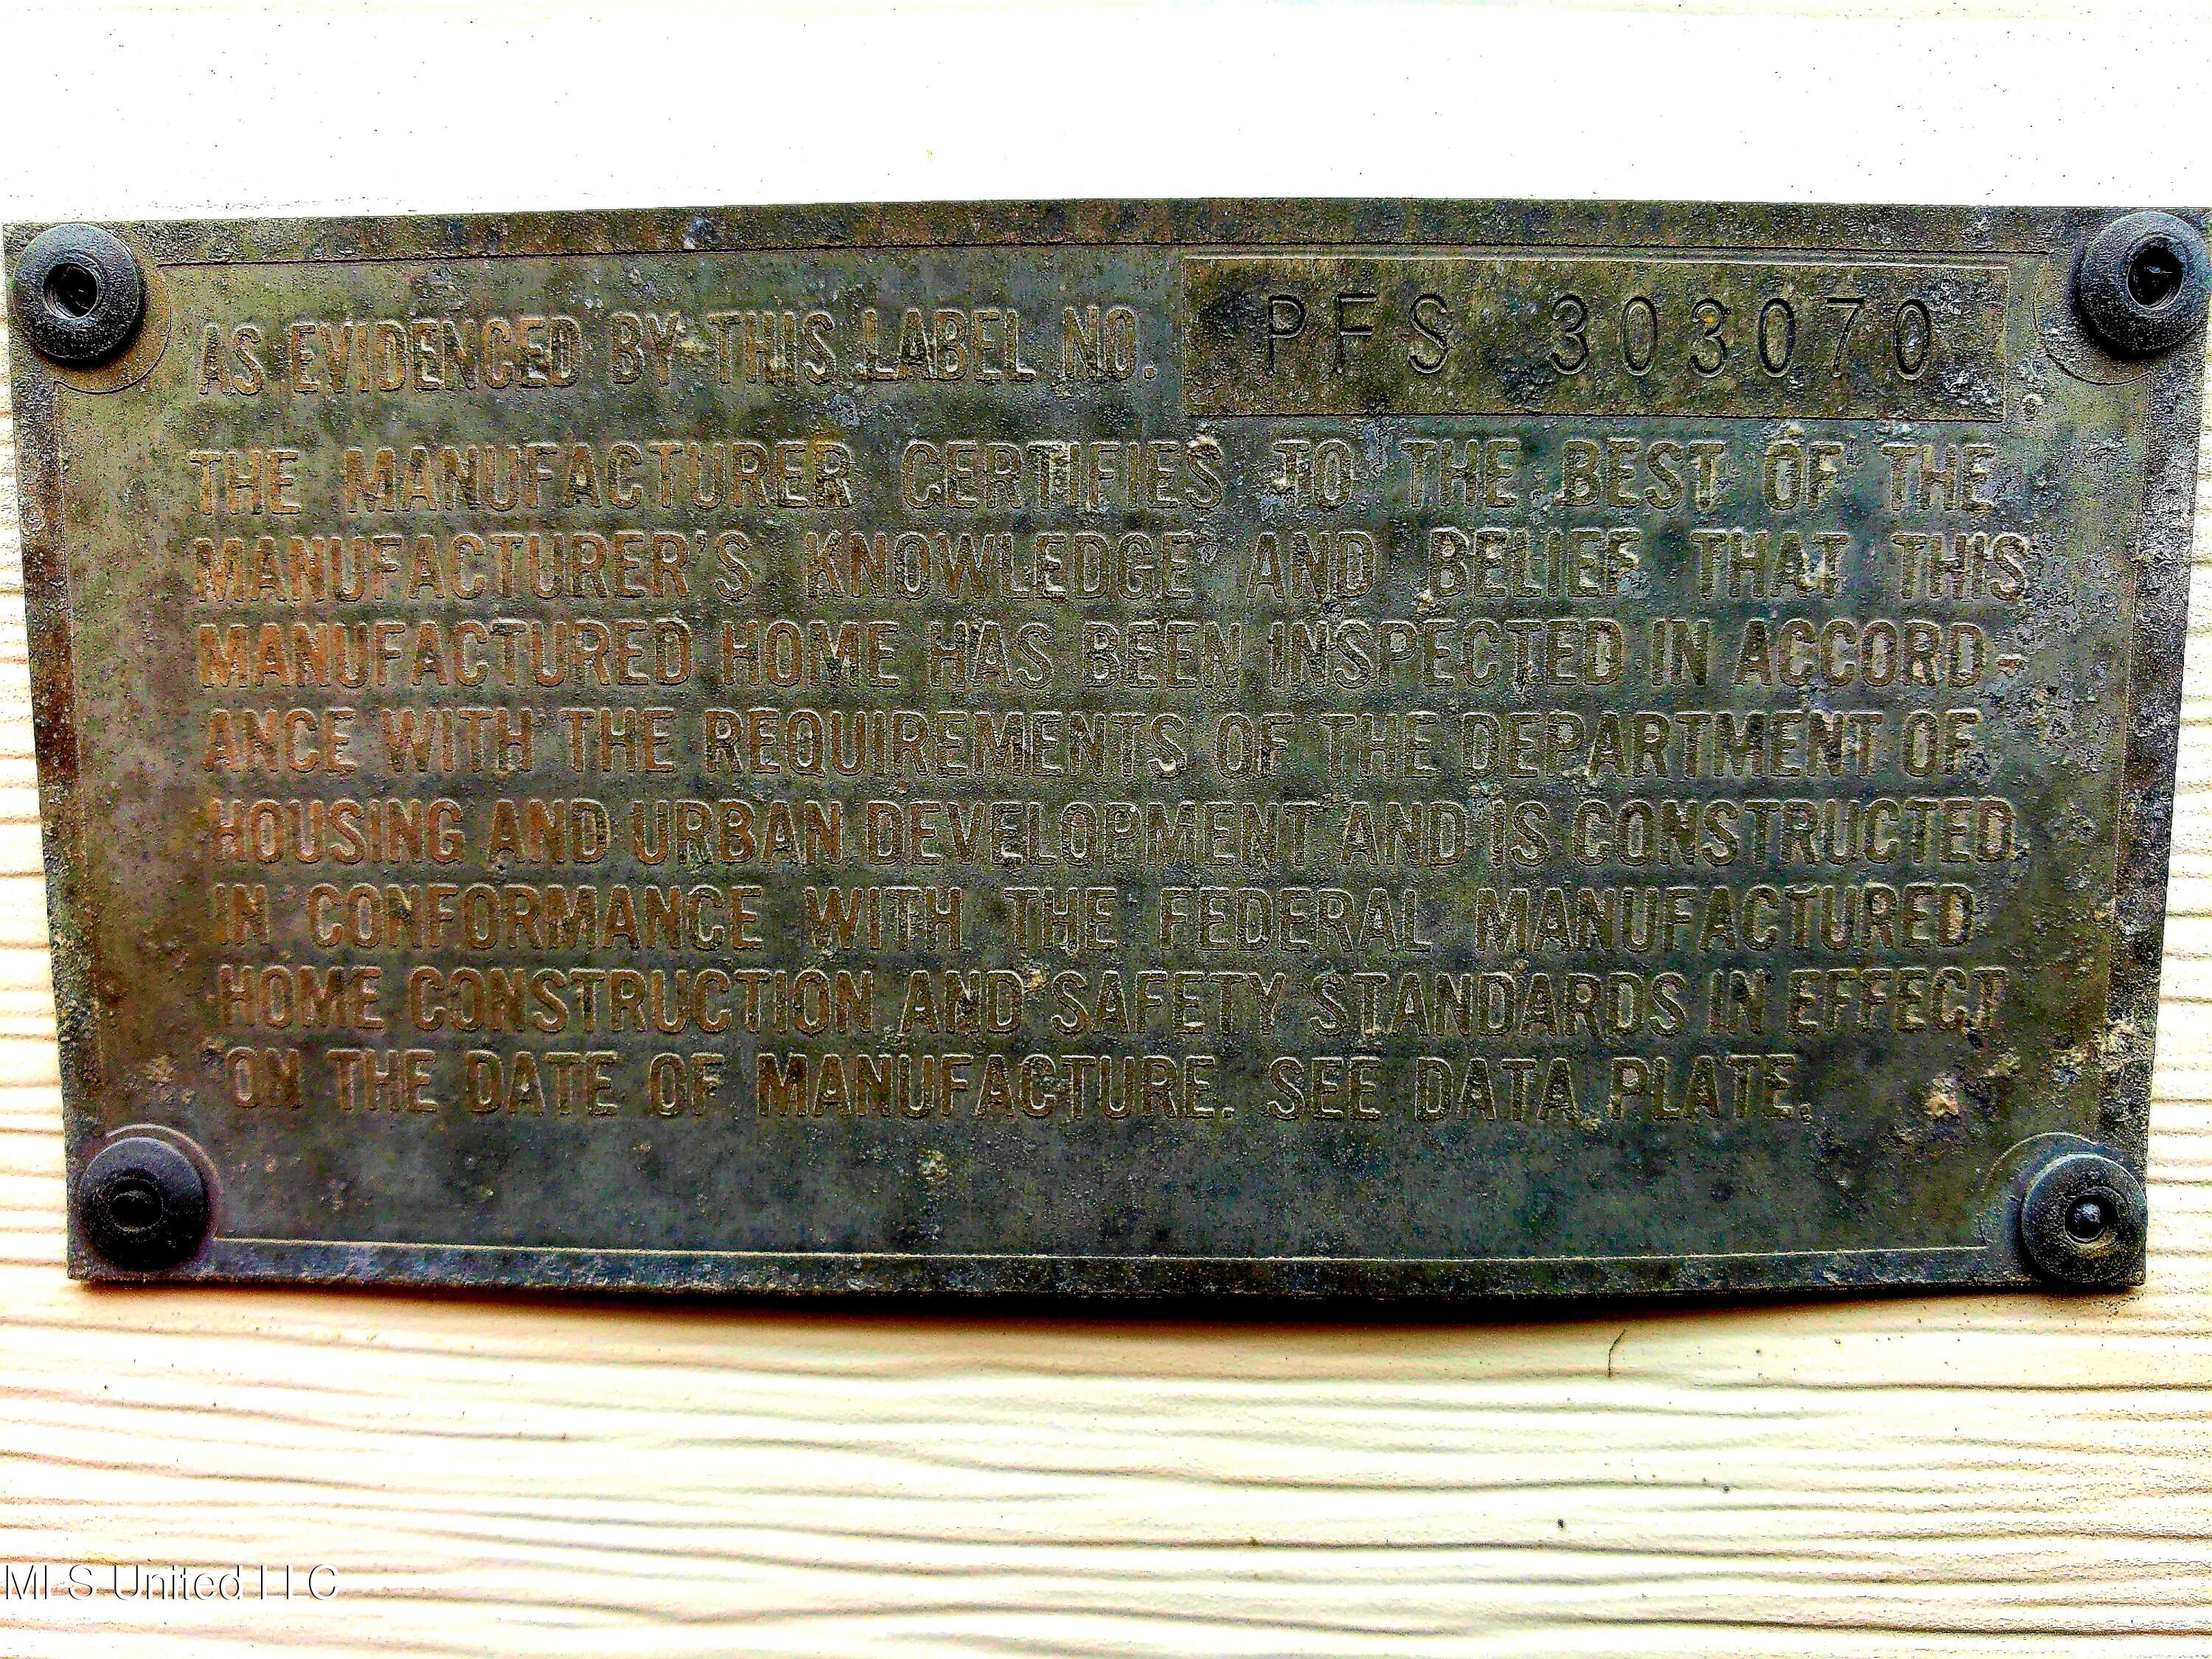 AS EVIDENCED BY THIS LABEL NO. PFS 303070
THE MANUFACTURER CERTIFIES TO THE BEST OF THE
MANUFACTURER'S KNOWLEDGE AND BELIEF THAT THIS
MANUFACTURED HOME HAS BEEN INSPECTED IN ACCORD-
ANCE WITH THE REQUIREMENTS OF THE DEPARTMENT OF
HOUSING AND URBAN DEVELOPMENT AND IS CONSTRUCTED
IN CONFORMANCE WITH THE FEDERAL MANUFACTURED
HOME CONSTRUCTION AND SAFETY STANDARDS IN EFFECT
ON THE DATE OF MANUFACTURE. SEE DATA PLATE.
MLS United LLC